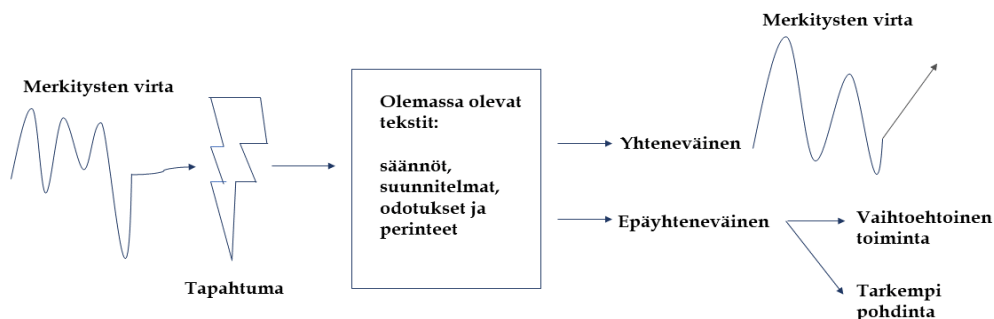 Merkitysten virta
Tapahtuma
Olemassa olevat
tekstit:
säännöt,
suunnitelmat,
odotukset ja
perinteet
Yhteneväinen
Merkitysten virta
Epäyhteneväinen
Vaihtoehtoinen
toiminta
Tarkempi
pohdinta